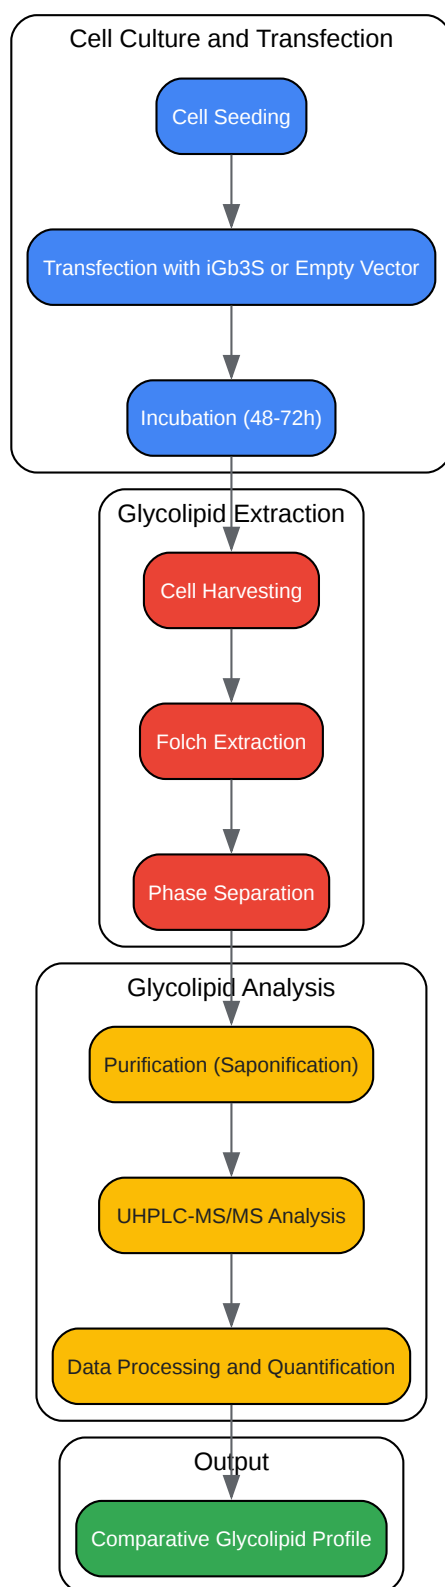 Cell Culture and Transfection
Cell Seeding
Transfection with iGb3S or Empty Vector
Incubation (48-72h)
Glycolipid Extraction
Cell Harvesting
Folch Extraction
Phase Separation
Glycolipid Analysis
Purification (Saponification)
UHPLC-MS/MS Analysis
Data Processing and Quantification
Output
Comparative Glycolipid Profile